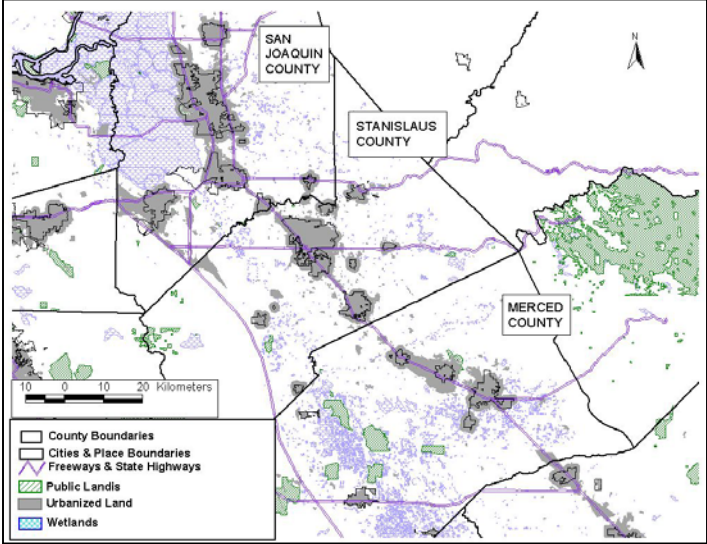 SAN
JOAQUIN
COUNTY
N
STANISLAUS
COUNTY
MERCED
COUNTY
10 0 10 20 Kilometers
County Boundaries
Cities & Place Boundaries
Freeways & State Highways
Public Landis
Urbanized Land
Wetlands